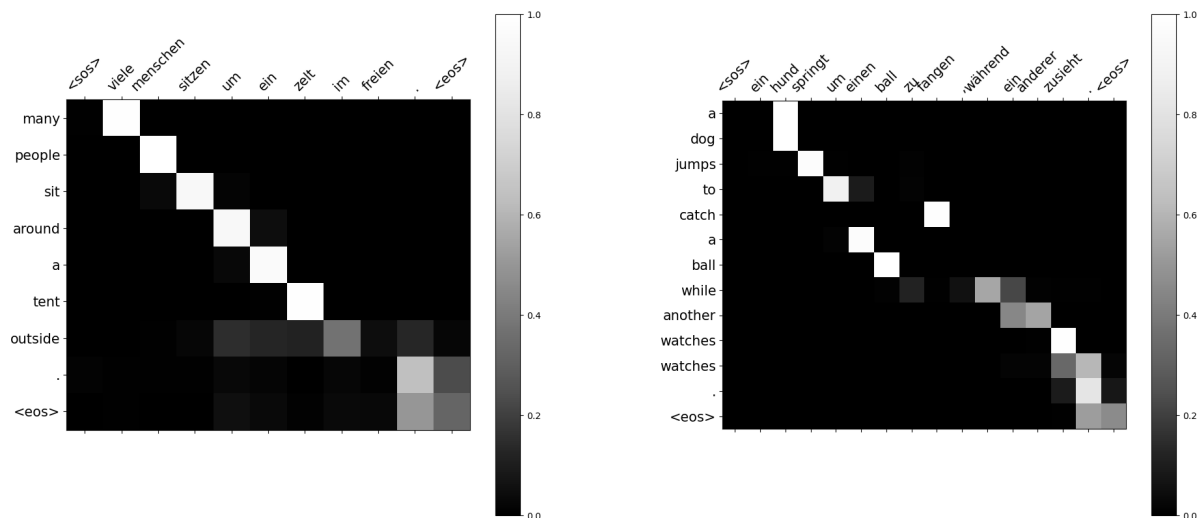 <sos> viele menschen sitzen um ein zelt im freien . <eos>
many
people
sit
around
a
tent
outside
.
<eos>
1.0
0.8
0.6
0.4
0.2
0.0
<sos> ein hund springt um einen ball zu fangen , während ein anderer zusieht . <eos>
a
dog
jumps
to
catch
a
ball
while
another
watches
watches
.
<eos>
1.0
0.8
0.6
0.4
0.2
0.0